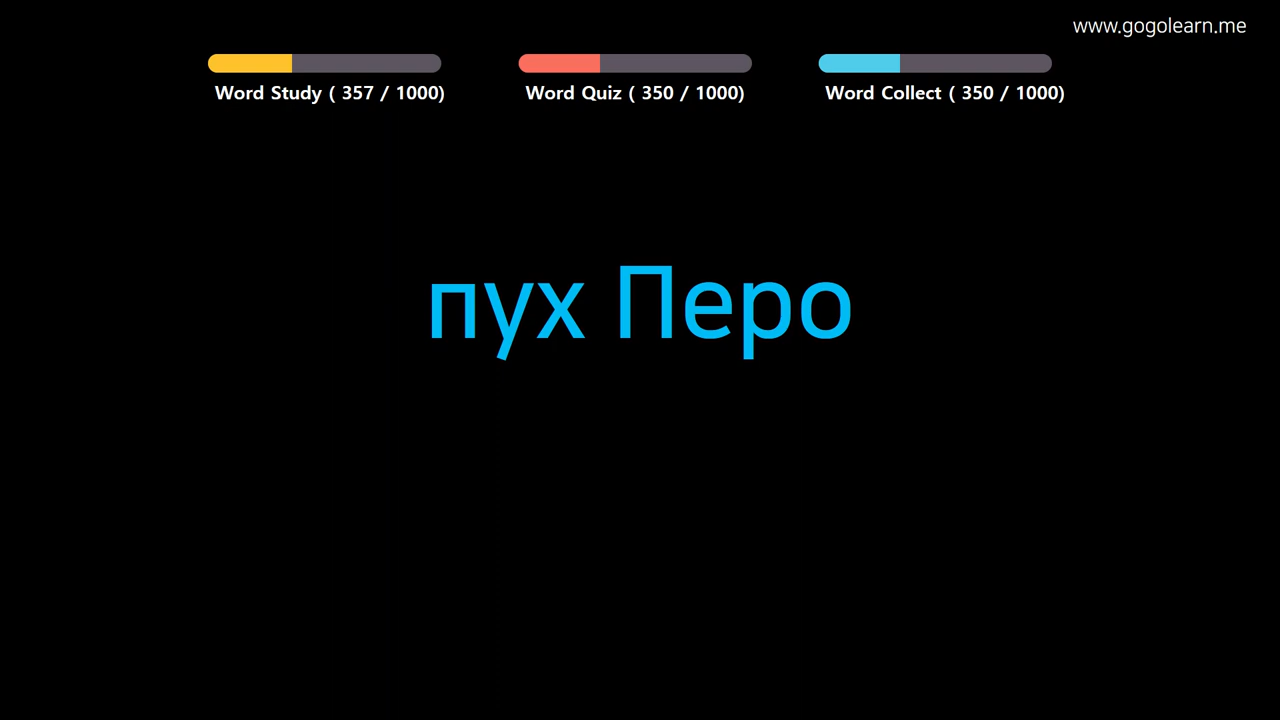 www.gogolearn.me
Word Study ( 357 / 1000)
Word Quiz ( 350 / 1000)
Word Collect ( 350 / 1000)
пух Перо